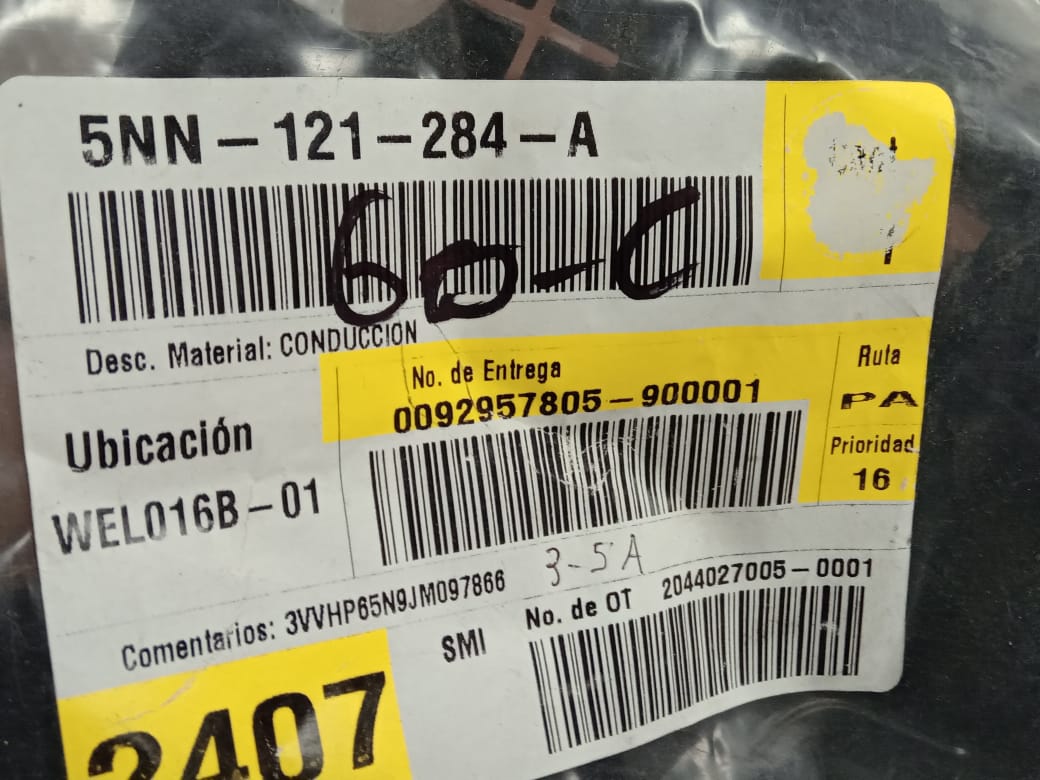 5NN-121-284-A
60-C
Desc. Material: CONDUCCION
No. de Entrega
0092957805-900001
Ruta
PA
Prioridad
16
Ubicación
WEL016B-01
3-5A
Comentarios: 3VVHP65N9JM097866
SMI
No. de OT 2044027005-0001
2407